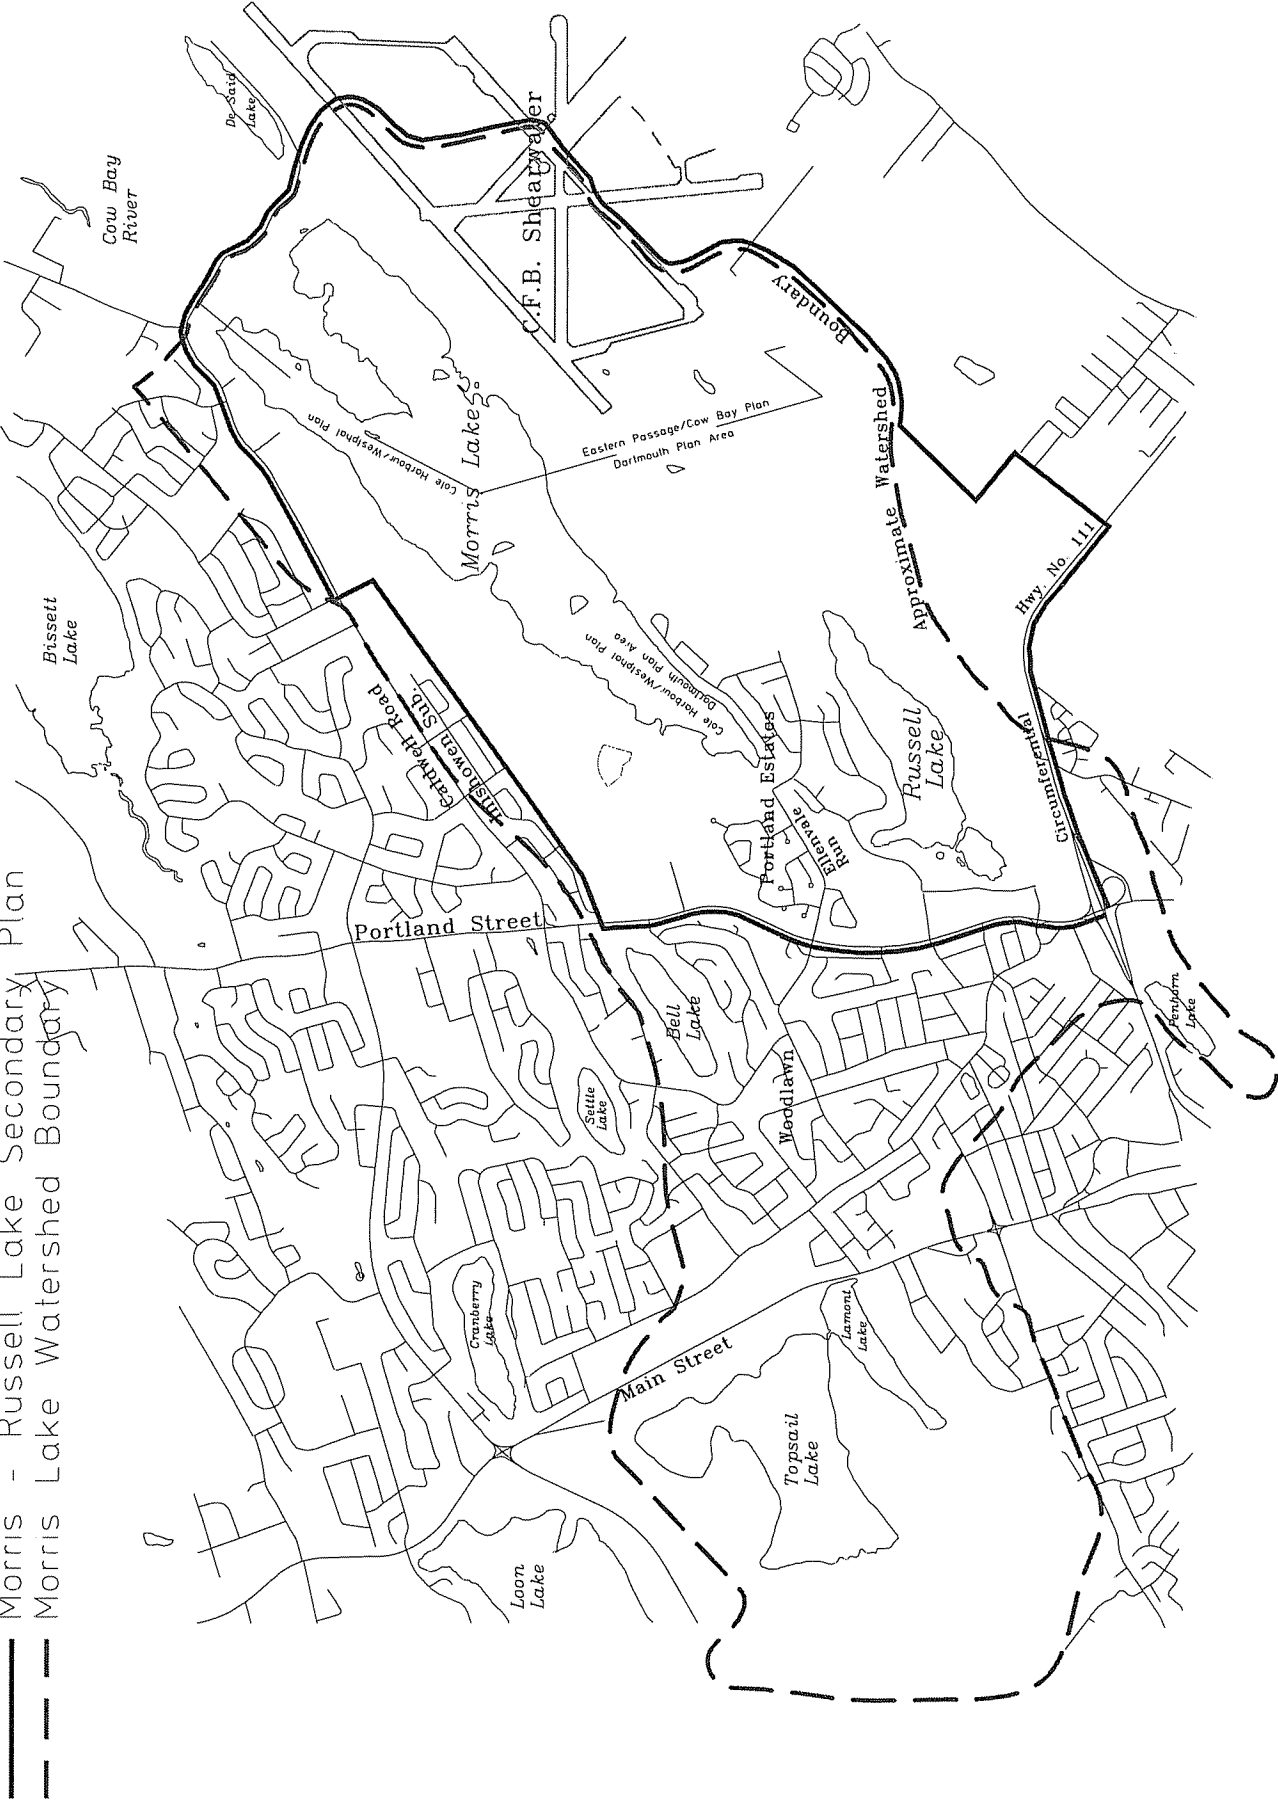 Morris - Russell Lake Secondary Plan
Morris Lake Watershed Boundary
Loon
Lake
Cranberry
Lake
Settle
Lake
Bell
Lake
Topsail
Lake
Lamont
Lake
Main Street
Woodlawn
Penhorn
Lake
Portland Street
Bissett
Lake
Caldwell Road
Inishowen Sub.
Portland Estates
Ellenvale
Run
Russell
Lake
Circumferential
Hwy. No. 111
Cole Harbour/Westphal Plan
Dartmouth Plan Area
Morris Lake
Cole Harbour/Westphal Plan
Eastern Passage/Cow Bay Plan
Dartmouth Plan Area
Approximate Watershed Boundary
C.F.B. Shearwater
Cow Bay
River
De Said
Lake